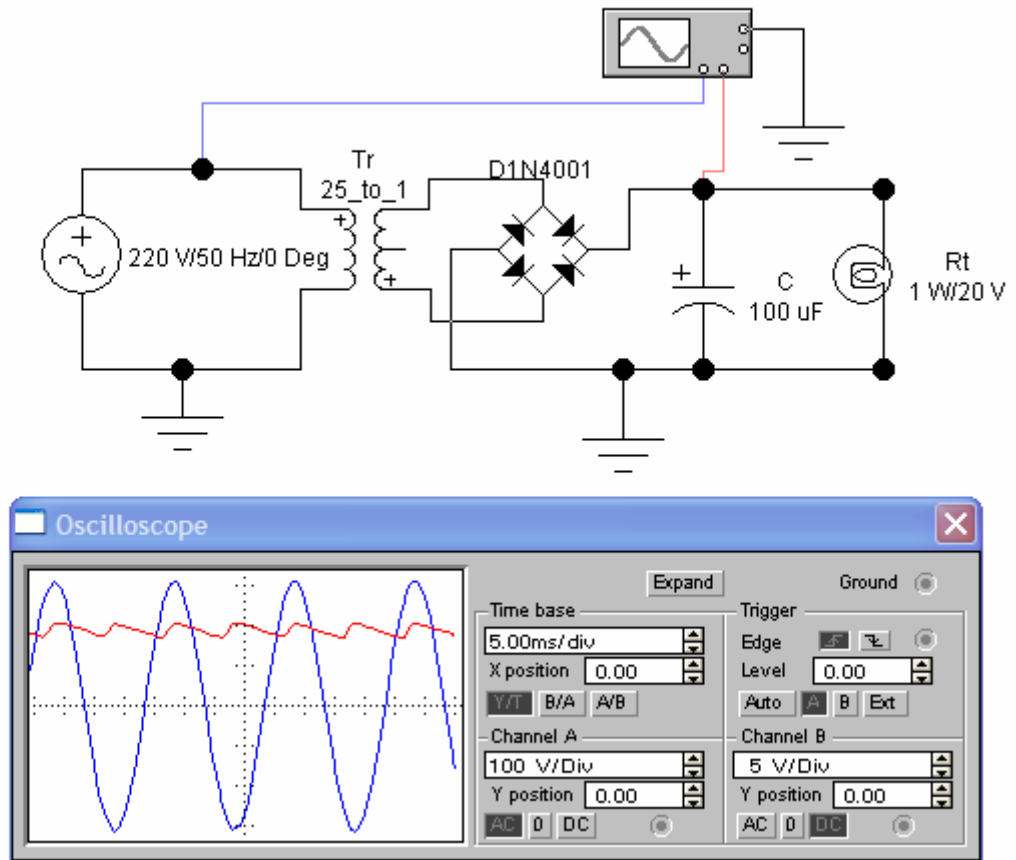 Tr
25_to_1
D1N4001
220 V/50 Hz/0 Deg
C
100 uF
Rt
1 W/20 V
Oscilloscope
Expand
Ground
Time base
5.00ms/div
X position 0.00
Y/T B/A A/B
Trigger
Edge
Level 0.00
Auto A B Ext
Channel A
100 V/Div
Y position 0.00
AC 0 DC
Channel B
5 V/Div
Y position 0.00
AC 0 DC